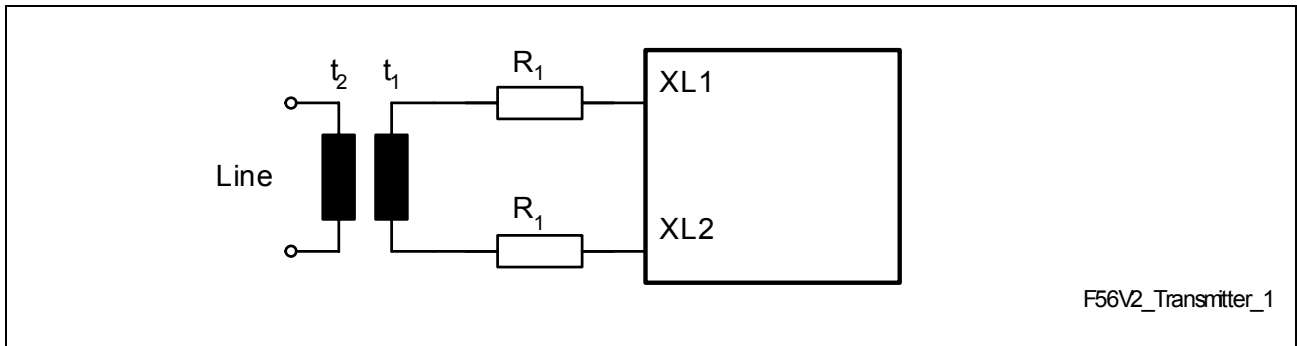 t₂ t₁ R₁ XL1
Line
R₁ XL2
F56V2_Transmitter_1